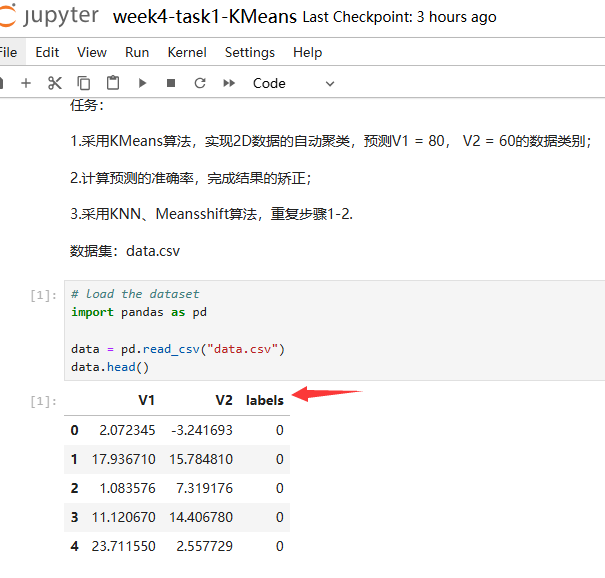 jupyter week4-task1-KMeans Last Checkpoint: 3 hours ago
File Edit View Run Kernel Settings Help
Code
任务：
1.采用KMeans算法，实现2D数据的自动聚类，预测V1 = 80， V2 = 60的数据类别；
2.计算预测的准确率，完成结果的矫正；
3.采用KNN、Meansshift算法，重复步骤1-2.
数据集：data.csv
[1]: # load the dataset
import pandas as pd
data = pd.read_csv("data.csv")
data.head()
[1]: V1 V2 labels
0 2.072345 -3.241693 0
1 17.936710 15.784810 0
2 1.083576 7.319176 0
3 11.120670 14.406780 0
4 23.711550 2.557729 0